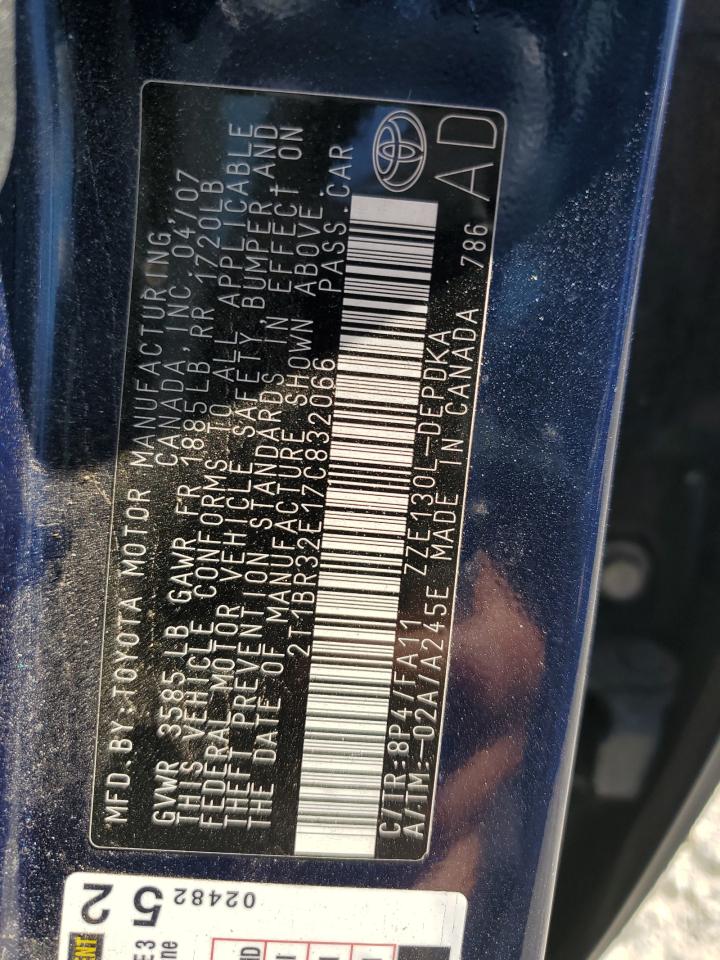 MFD.BY:TOYOTA MOTOR MANUFACTURING
CANADA,INC.04/07
GVWR 3585 LB GAWR FR 1885LB,RR 1720LB
THIS VEHICLE CONFORMS TO ALL APPLICABLE
FEDERAL MOTOR VEHICLE SAFETY,BUMPER,AND
THEFT PREVENTION STANDARDS IN EFFECT ON
THE DATE OF MANUFACTURE SHOWN ABOVE.
2T1BR32E17C832066 PASS.CAR
C/TR:8P4/FA11 ZZE130L-DEPDKA
A/TM:-02A/A245E MADE IN CANADA 786
AD
2 5
02482
ENT
E 3
ne